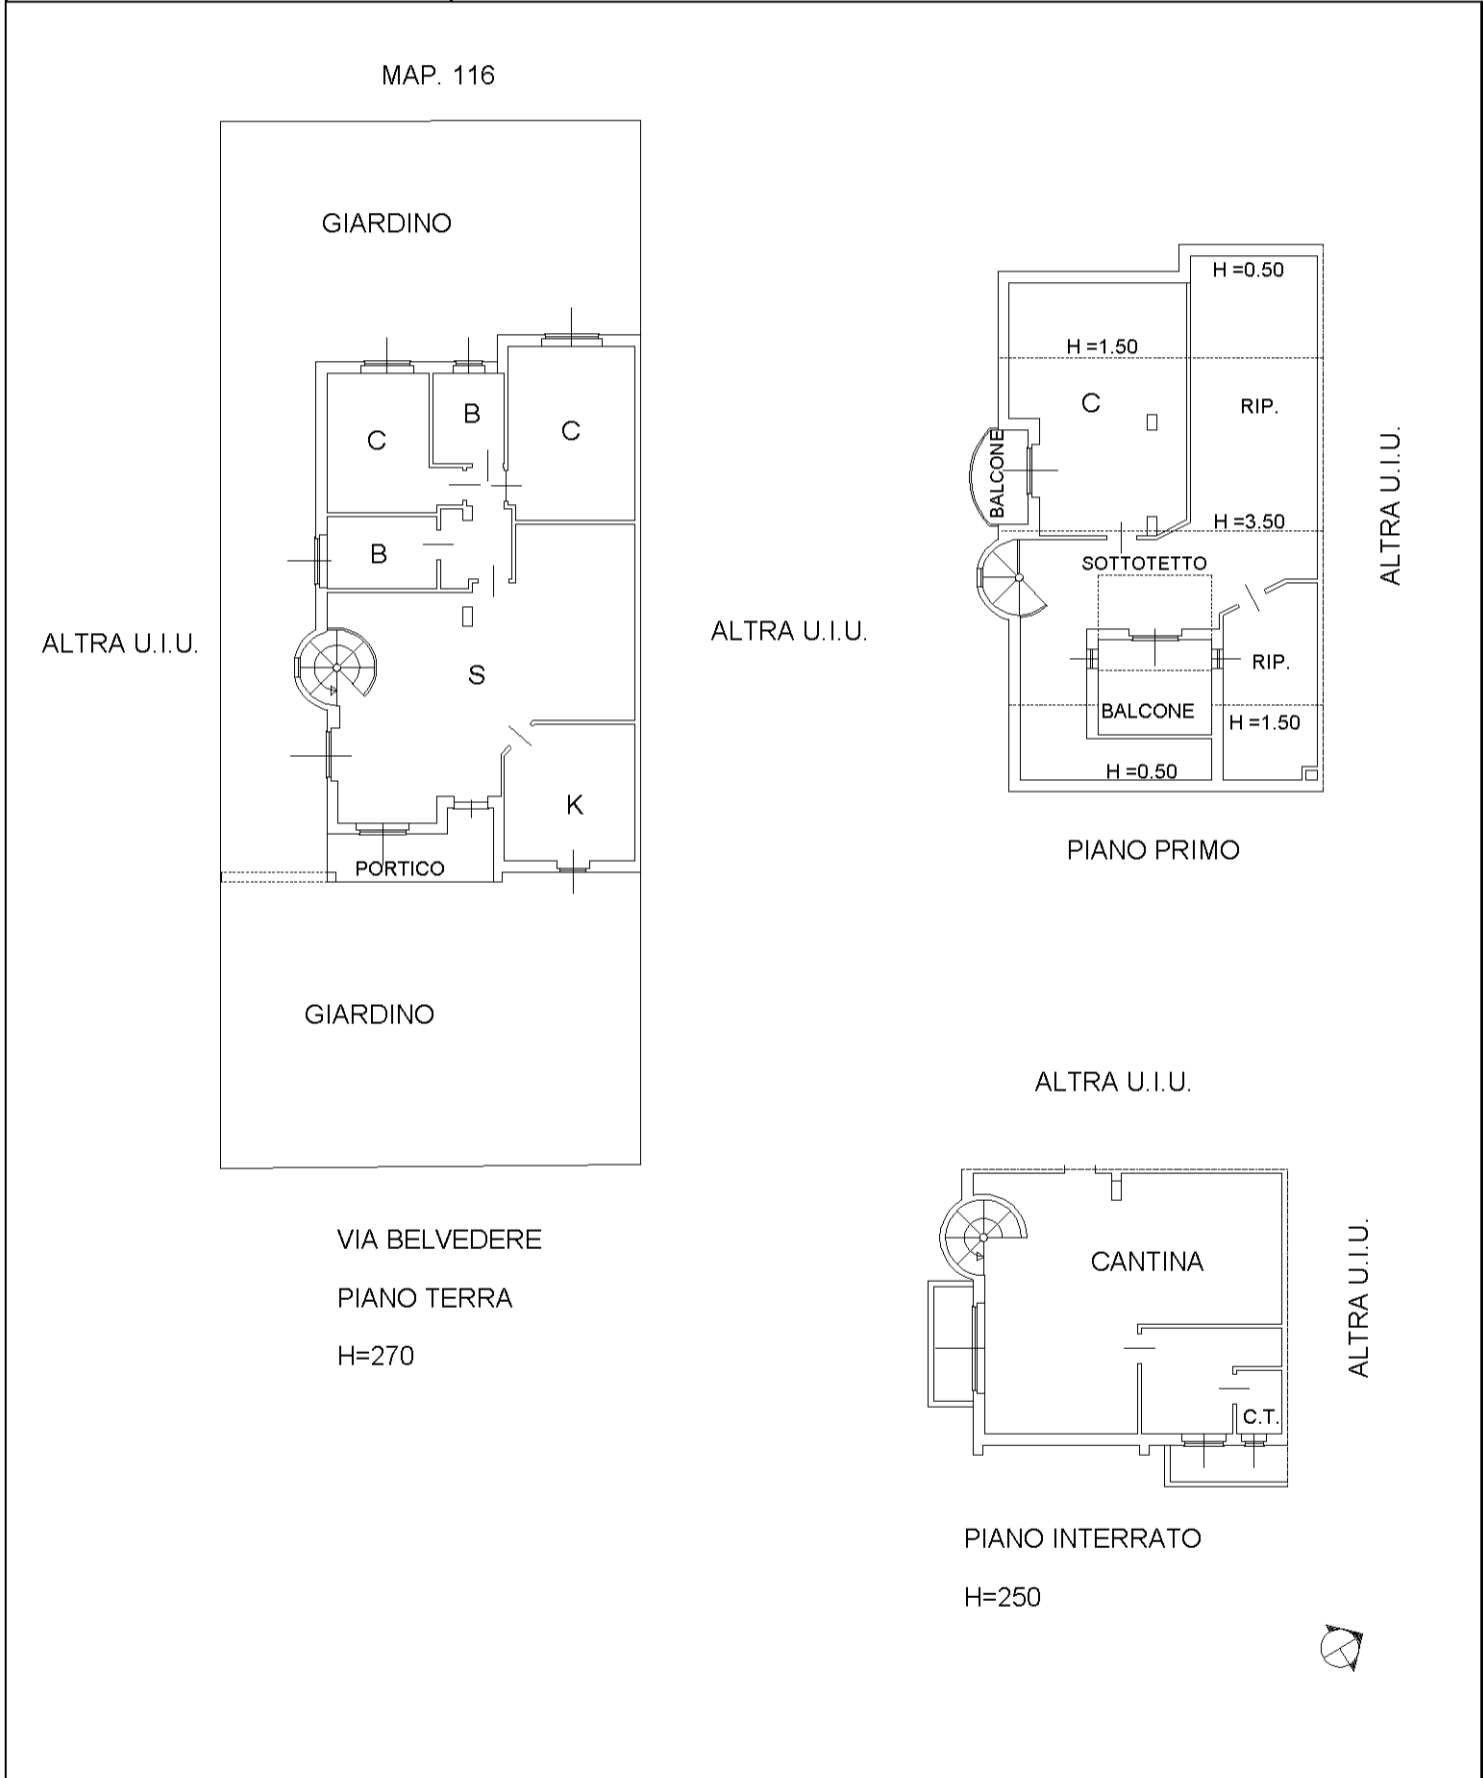 MAP. 116
GIARDINO
C
B
C
B
ALTRA U.I.U.
S
ALTRA U.I.U.
K
PORTICO
GIARDINO
VIA BELVEDERE
PIANO TERRA
H=270
H =0.50
H =1.50
C
RIP.
BALCONE
ALTRA U.I.U.
H =3.50
SOTTOTETTO
RIP.
BALCONE
H =1.50
H =0.50
PIANO PRIMO
ALTRA U.I.U.
CANTINA
ALTRA U.I.U.
C.T.
PIANO INTERRATO
H=250